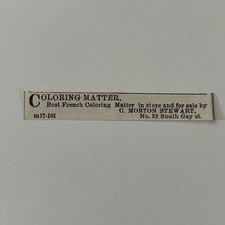 COLORING MATTER,
Best French Coloring Matter in store and for sale by
C. MORTON STEWART,
m17-10t No. 52 South Gay st.